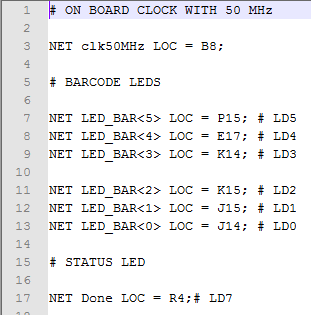 1 # ON BOARD CLOCK WITH 50 MHz
2
3 NET clk50MHz LOC = B8;
4
5 # BARCODE LEDS
6
7 NET LED_BAR<5> LOC = P15; # LD5
8 NET LED_BAR<4> LOC = E17; # LD4
9 NET LED_BAR<3> LOC = K14; # LD3
10
11 NET LED_BAR<2> LOC = K15; # LD2
12 NET LED_BAR<1> LOC = J15; # LD1
13 NET LED_BAR<0> LOC = J14; # LD0
14
15 # STATUS LED
16
17 NET Done LOC = R4;# LD7